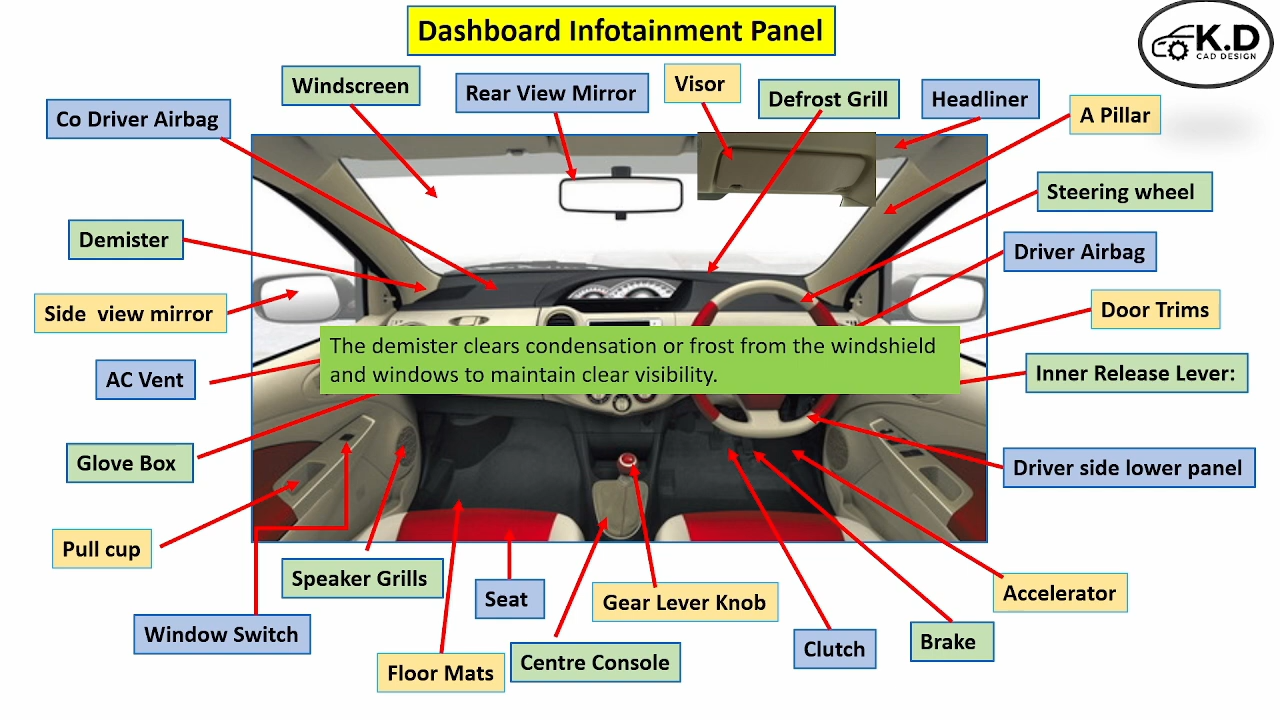 Dashboard Infotainment Panel
K.D
CAD DESIGN
Windscreen
Rear View Mirror
Visor
Defrost Grill
Headliner
Co Driver Airbag
A Pillar
Steering wheel
Demister
Driver Airbag
Side view mirror
Door Trims
The demister clears condensation or frost from the windshield
and windows to maintain clear visibility.
AC Vent
Inner Release Lever:
Glove Box
Driver side lower panel
Pull cup
Speaker Grills
Seat
Gear Lever Knob
Accelerator
Window Switch
Clutch
Brake
Floor Mats
Centre Console